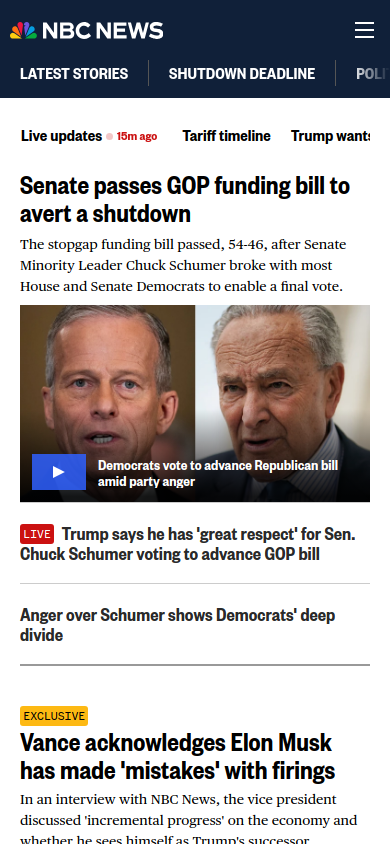 NBC NEWS
LATEST STORIES
SHUTDOWN DEADLINE
Live updates 15m ago Tariff timeline Trump wants
Senate passes GOP funding bill to
avert a shutdown
The stopgap funding bill passed, 54-46, after Senate
Minority Leader Chuck Schumer broke with most
House and Senate Democrats to enable a final vote.
Democrats vote to advance Republican bill
amid party anger
LIVE Trump says he has 'great respect' for Sen.
Chuck Schumer voting to advance GOP bill
Anger over Schumer shows Democrats' deep
divide
EXCLUSIVE
Vance acknowledges Elon Musk
has made 'mistakes' with firings
In an interview with NBC News, the vice president
discussed 'incremental progress' on the economy and
whether he sees himself as Trump's successor